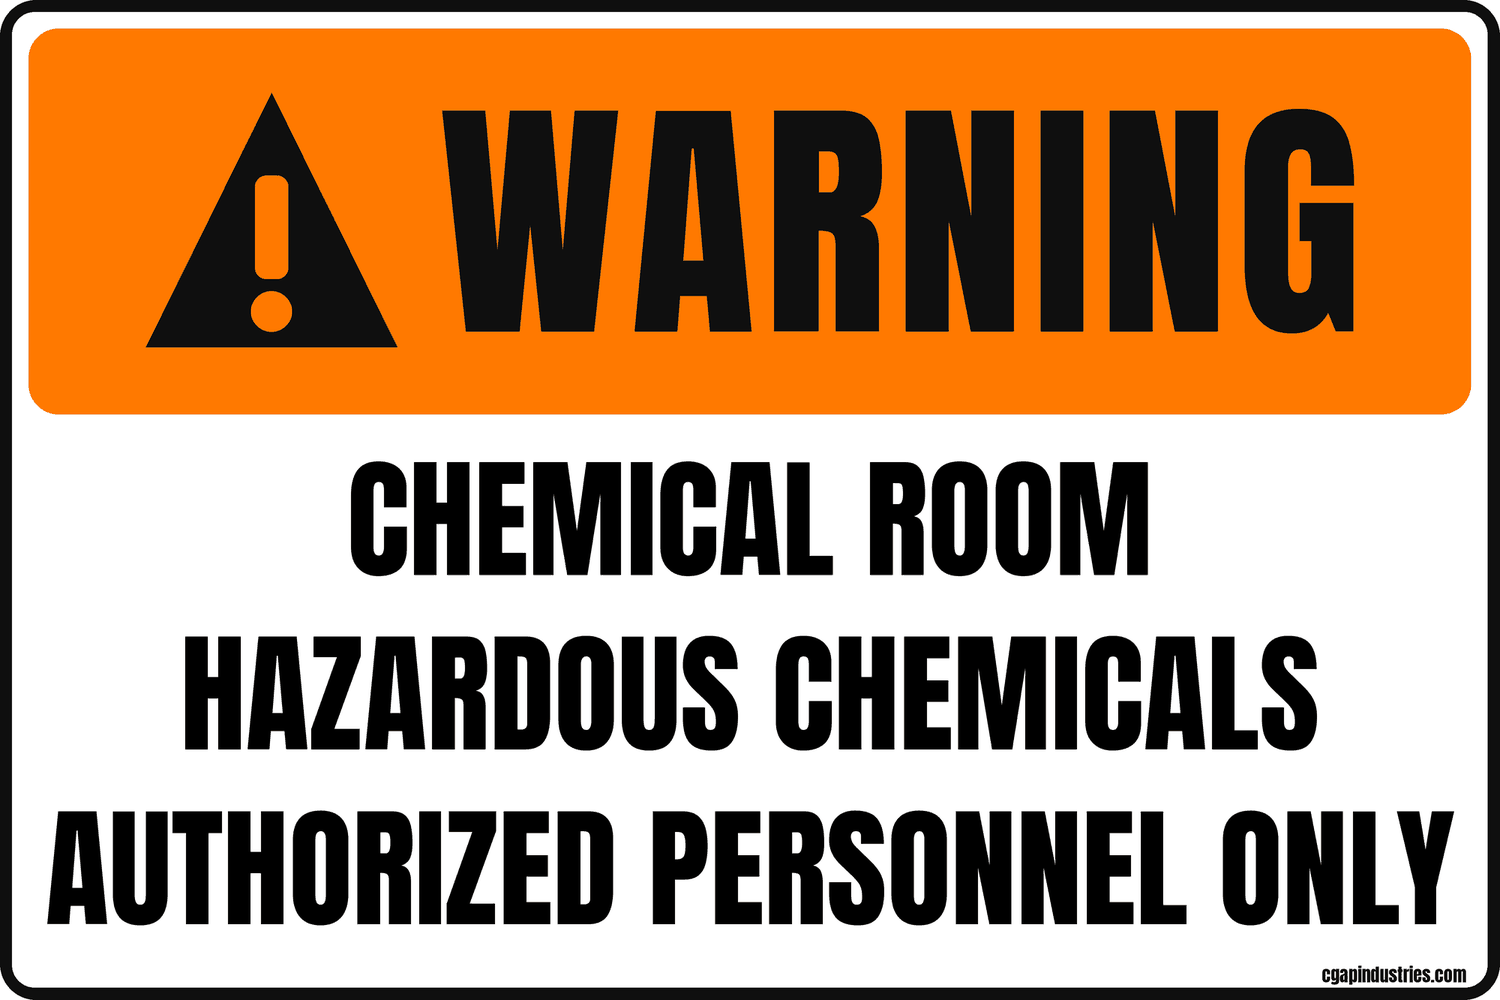 WARNING
CHEMICAL ROOM
HAZARDOUS CHEMICALS
AUTHORIZED PERSONNEL ONLY
cgapindustries.com